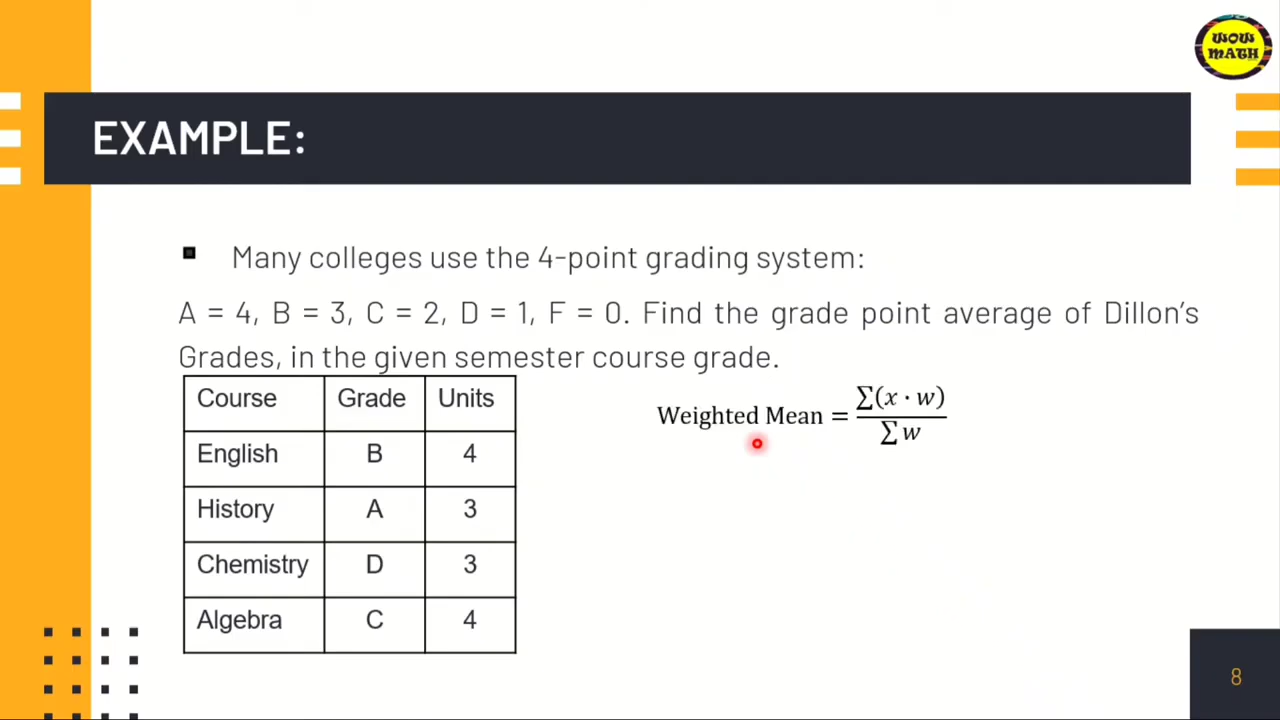 WOW
MATH
EXAMPLE:
▪ Many colleges use the 4-point grading system:
A = 4, B = 3, C = 2, D = 1, F = 0. Find the grade point average of Dillon's
Grades, in the given semester course grade.
Course Grade Units
English B 4
History A 3
Chemistry D 3
Algebra C 4
Weighted Mean = ∑(x · w) / ∑ w
8